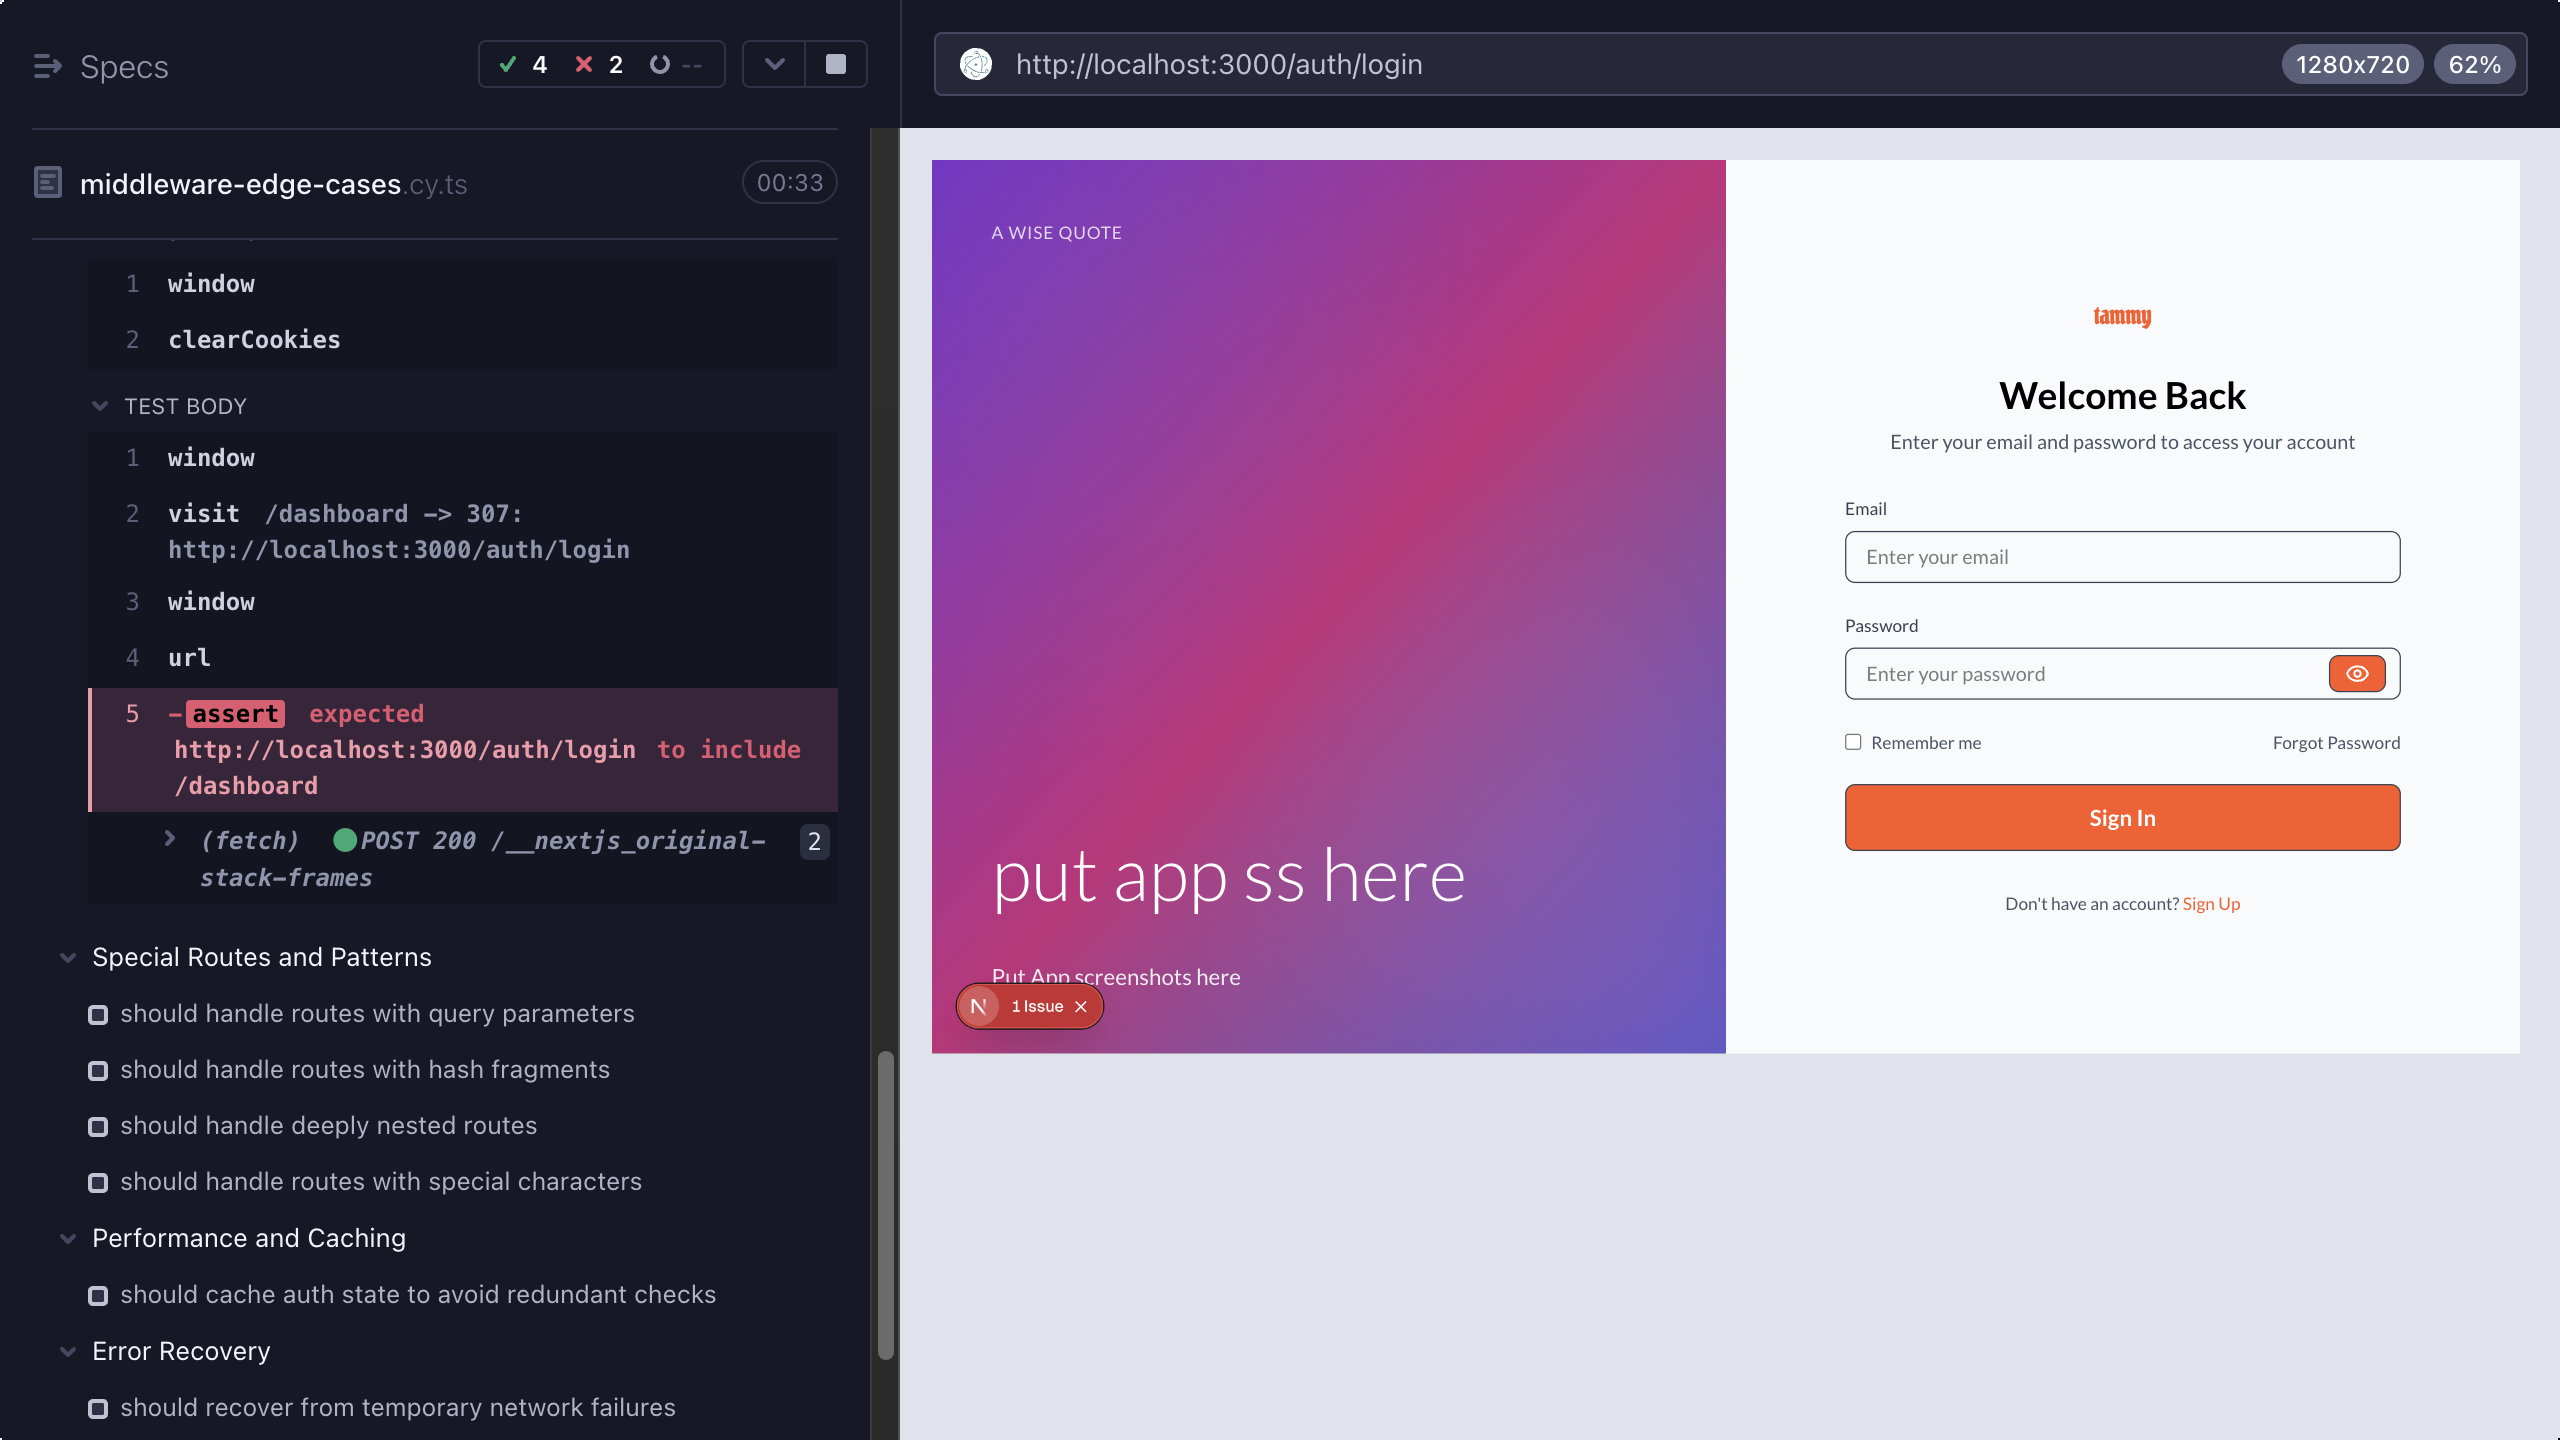 Specs
4
2
--
http://localhost:3000/auth/login
1280x720
62%
middleware-edge-cases.cy.ts
00:33
1 window
2 clearCookies
TEST BODY
1 window
2 visit /dashboard -> 307:
http://localhost:3000/auth/login
3 window
4 url
5 -assert expected
http://localhost:3000/auth/login to include
/dashboard
(fetch) POST 200 /__nextjs_original-
stack-frames
2
Special Routes and Patterns
should handle routes with query parameters
should handle routes with hash fragments
should handle deeply nested routes
should handle routes with special characters
Performance and Caching
should cache auth state to avoid redundant checks
Error Recovery
should recover from temporary network failures
A WISE QUOTE
put app ss here
Put App screenshots here
N 1 Issue
tammy
Welcome Back
Enter your email and password to access your account
Email
Enter your email
Password
Enter your password
Remember me
Forgot Password
Sign In
Don't have an account? Sign Up